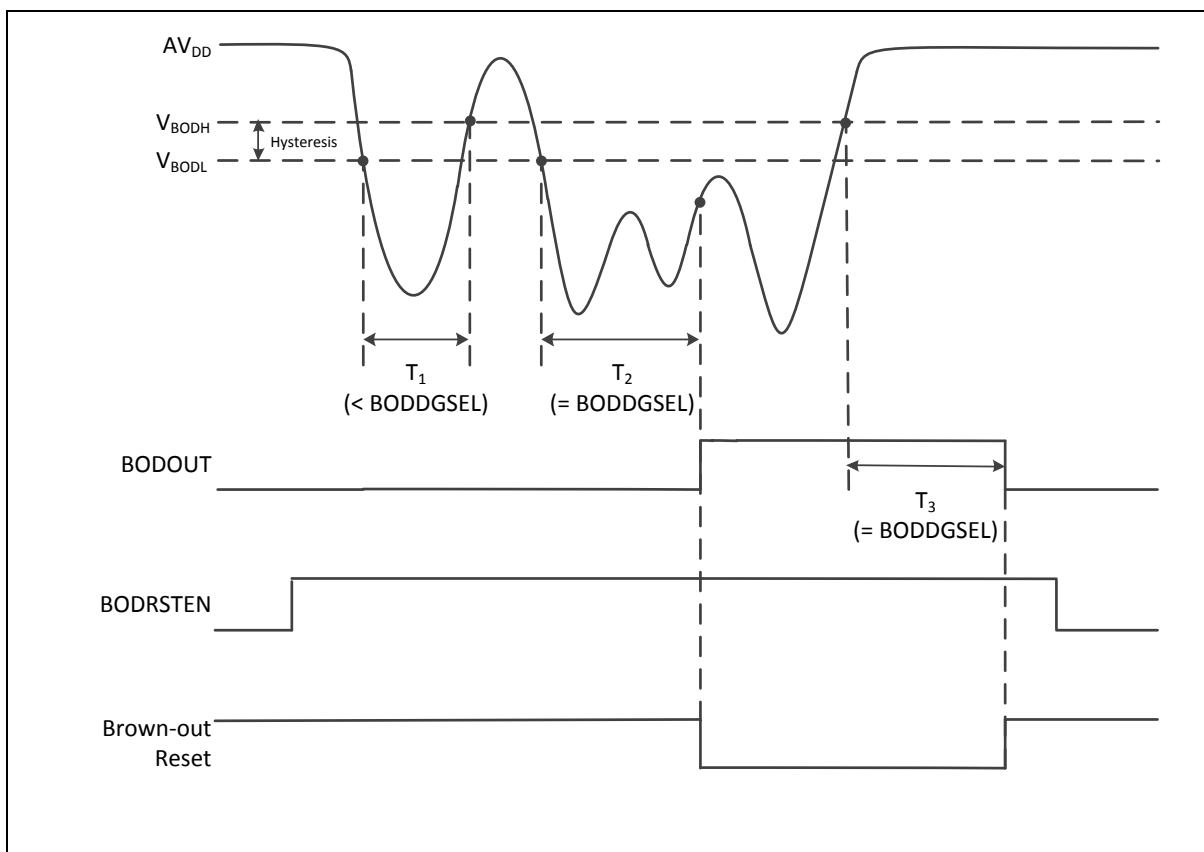 AVDD
VBODH
Hysteresis
VBODL
T1
(< BODDGSEL)
T2
(= BODDGSEL)
BODOUT
T3
(= BODDGSEL)
BODRSTEN
Brown-out
Reset